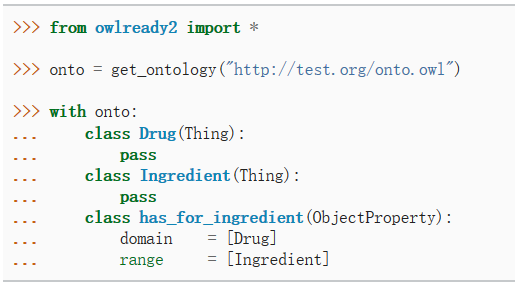 >>> from owlready2 import *
>>> onto = get_ontology("http://test.org/onto.owl")
>>> with onto:
...     class Drug(Thing):
...         pass
...     class Ingredient(Thing):
...         pass
...     class has_for_ingredient(ObjectProperty):
...         domain    = [Drug]
...         range     = [Ingredient]